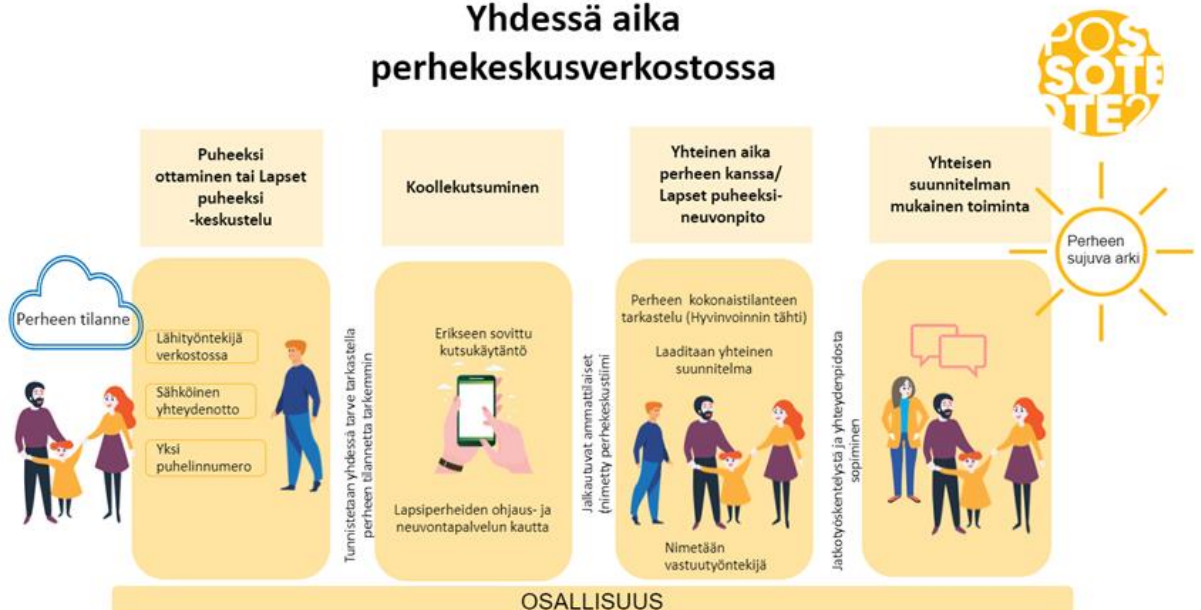 Yhdessä aika
perhekeskusverkostossa
POS
SOTE
OTE2
Puheeksi
ottaminen tai Lapset
puheeksi
-keskustelu
Koollekutsuminen
Yhteinen aika
perheen kanssa/
Lapset puheeksi-
neuvonpito
Yhteisen
suunnitelman
mukainen toiminta
Perheen
sujuva arki
Perheen tilanne
Lähityöntekijä
verkostossa
Sähköinen
yhteydenotto
Yksi
puhelinnumero
Tunnistetaan yhdessä tarve tarkastella
perheen tilannetta tarkemmin
Erikseen sovittu
kutsukäytäntö
Lapsiperheiden ohjaus- ja
neuvontapalvelun kautta
Jalkautuvat ammattilaiset
(nimetty perhekeskustiimi)
Perheen kokonaistilanteen
tarkastelu (Hyvinvoinnin tähti)
Laaditaan yhteinen
suunnitelma
Nimetään
vastuutyöntekijä
Jatkotyöskentelystä ja yhteydenpidosta
sopiminen
OSALLISUUS